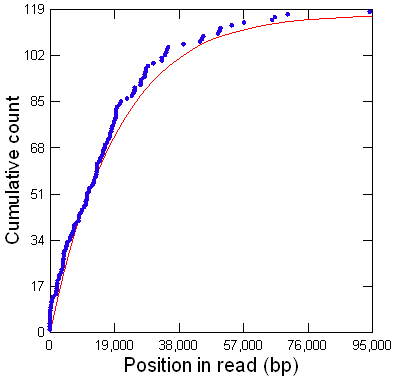 119
102
85
68
51
34
17
0
Cumulative count
0 19,000 38,000 57,000 76,000 95,000
Position in read (bp)